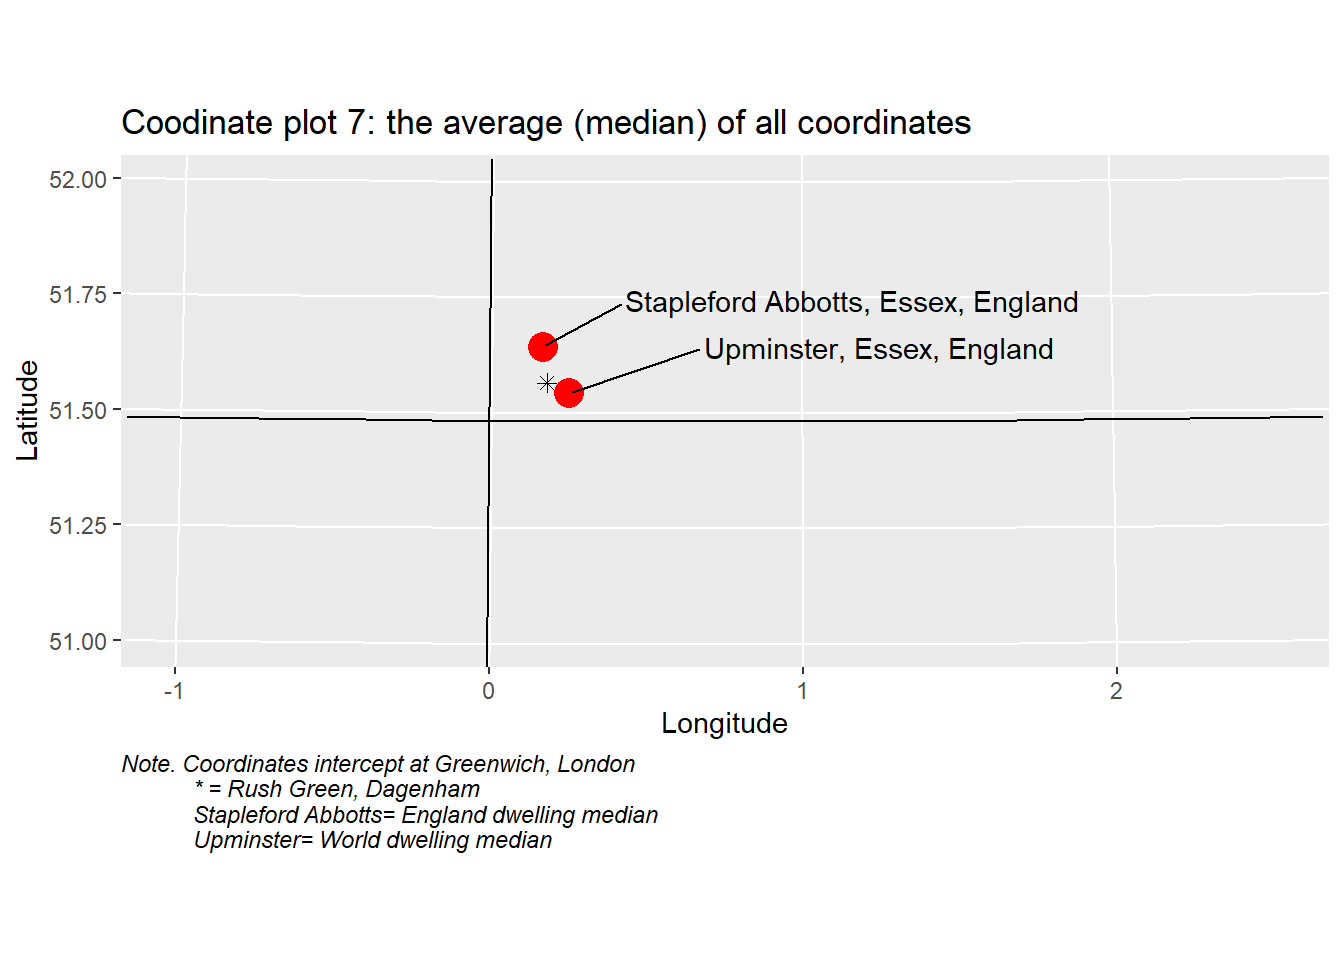 Coodinate plot 7: the average (median) of all coordinates
52.00
51.75
51.50
51.25
51.00
Latitude
Stapleford Abbotts, Essex, England
Upminster, Essex, England
-1
0
1
2
Longitude
Note. Coordinates intercept at Greenwich, London
* = Rush Green, Dagenham
Stapleford Abbotts= England dwelling median
Upminster= World dwelling median